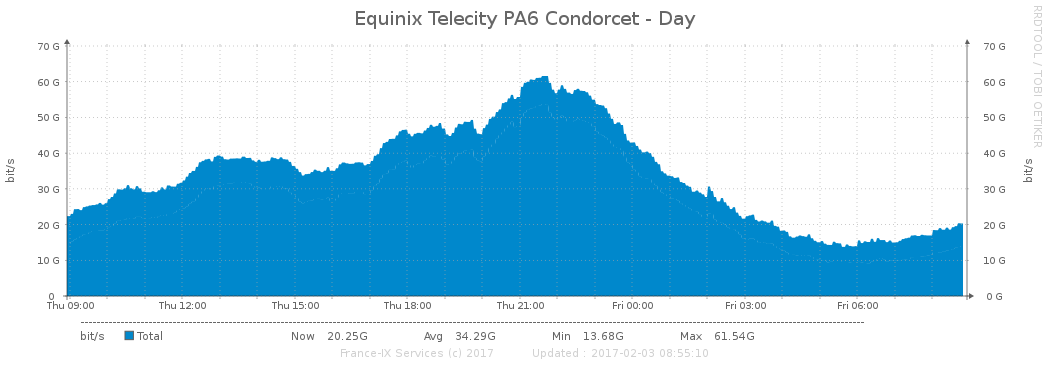 Equinix Telecity PA6 Condorcet - Day
RRDTOOL / TOBI OETIKER
bit/s
bit/s
70 G 70 G
60 G 60 G
50 G 50 G
40 G 40 G
30 G 30 G
20 G 20 G
10 G 10 G
0 0 G
Thu 09:00 Thu 12:00 Thu 15:00 Thu 18:00 Thu 21:00 Fri 00:00 Fri 03:00 Fri 06:00
bit/s Total Now 20.25G Avg 34.29G Min 13.68G Max 61.54G
France-IX Services (c) 2017 Updated : 2017-02-03 08:55:10